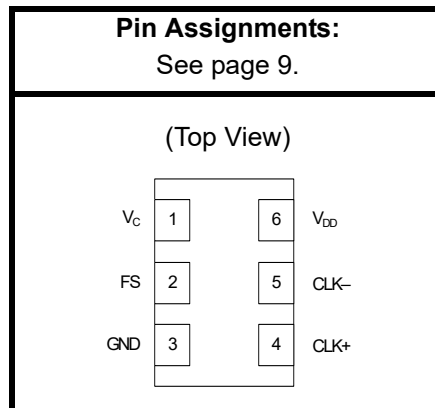 Pin Assignments:
See page 9.
(Top View)
VC 1 6 VDD
FS 2 5 CLK–
GND 3 4 CLK+